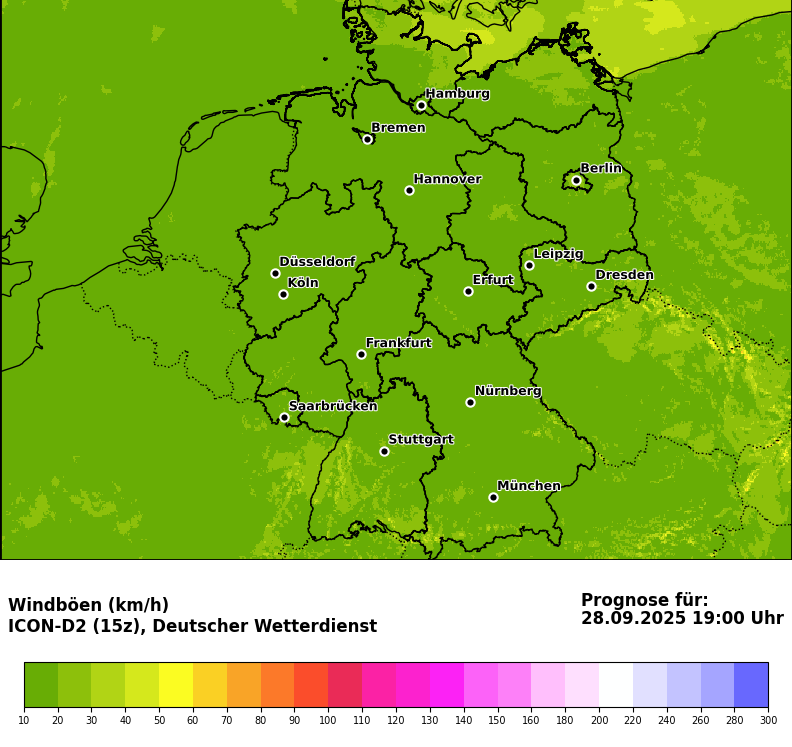 Hamburg
Bremen
Berlin
Hannover
Düsseldorf
Leipzig
Köln
Erfurt
Dresden
Frankfurt
Nürnberg
Saarbrücken
Stuttgart
München
Windböen (km/h)
ICON-D2 (15z), Deutscher Wetterdienst
Prognose für:
28.09.2025 19:00 Uhr
10 20 30 40 50 60 70 80 90 100 110 120 130 140 150 160 180 200 220 240 260 280 300